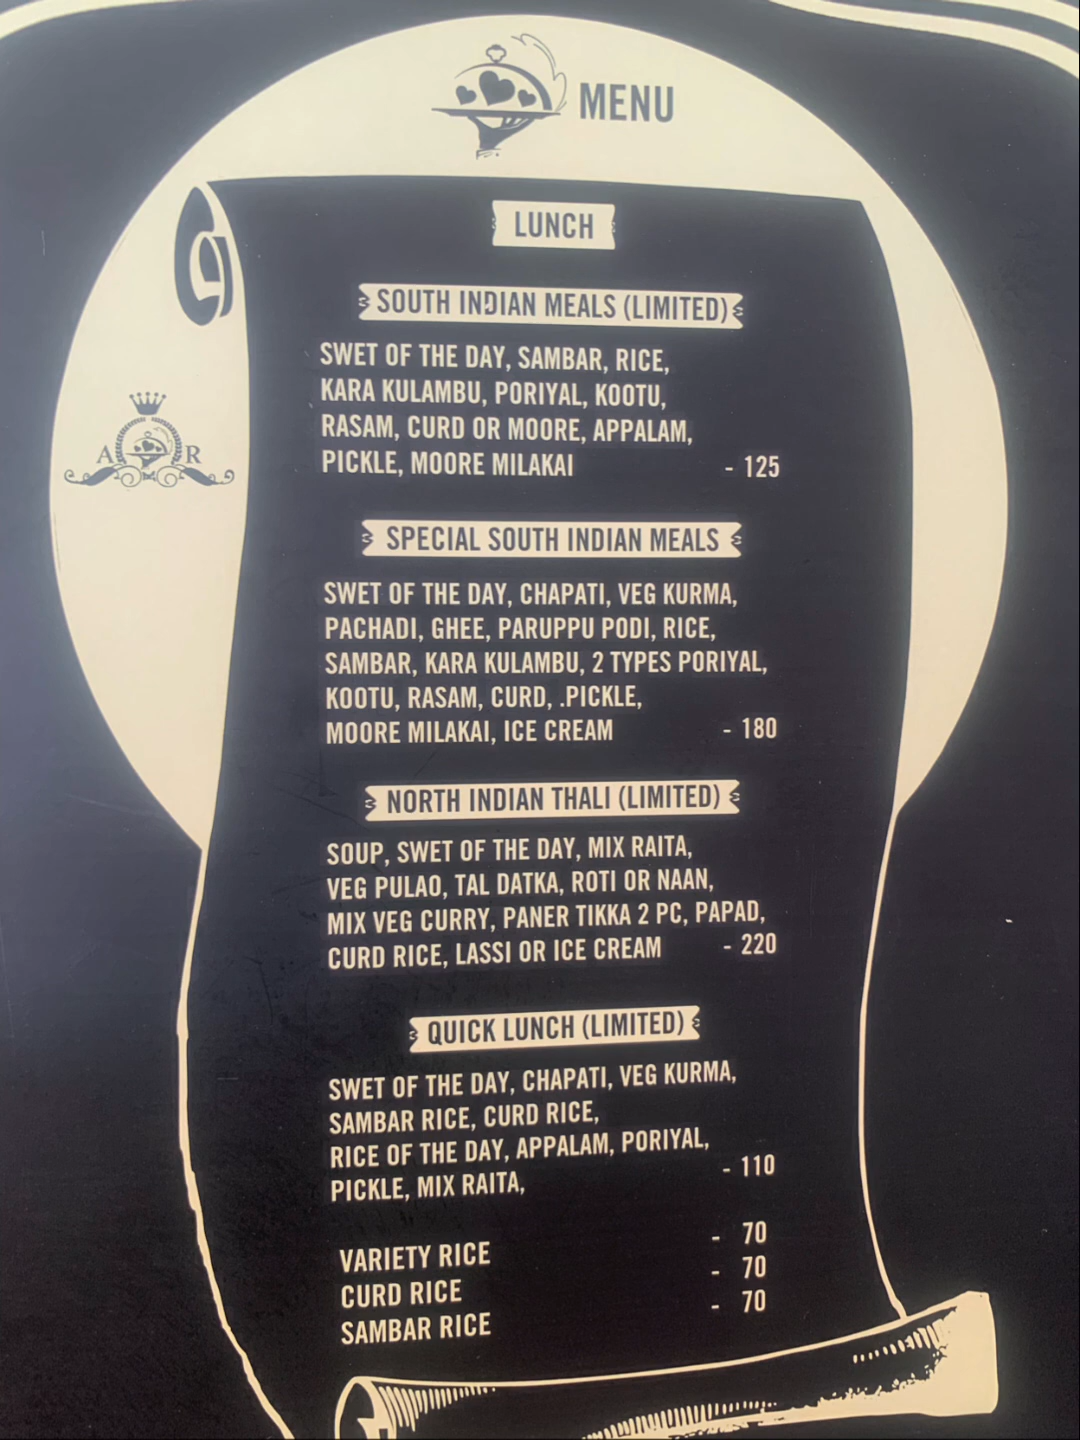 MENU
LUNCH
SOUTH INDIAN MEALS (LIMITED)
SWET OF THE DAY, SAMBAR, RICE,
KARA KULAMBU, PORIYAL, KOOTU,
RASAM, CURD OR MOORE, APPALAM,
PICKLE, MOORE MILAKAI - 125
A R
SPECIAL SOUTH INDIAN MEALS
SWET OF THE DAY, CHAPATI, VEG KURMA,
PACHADI, GHEE, PARUPPU PODI, RICE,
SAMBAR, KARA KULAMBU, 2 TYPES PORIYAL,
KOOTU, RASAM, CURD, .PICKLE,
MOORE MILAKAI, ICE CREAM - 180
NORTH INDIAN THALI (LIMITED)
SOUP, SWET OF THE DAY, MIX RAITA,
VEG PULAO, TAL DATKA, ROTI OR NAAN,
MIX VEG CURRY, PANER TIKKA 2 PC, PAPAD,
CURD RICE, LASSI OR ICE CREAM - 220
QUICK LUNCH (LIMITED)
SWET OF THE DAY, CHAPATI, VEG KURMA,
SAMBAR RICE, CURD RICE,
RICE OF THE DAY, APPALAM, PORIYAL,
PICKLE, MIX RAITA, - 110
VARIETY RICE - 70
CURD RICE - 70
SAMBAR RICE - 70